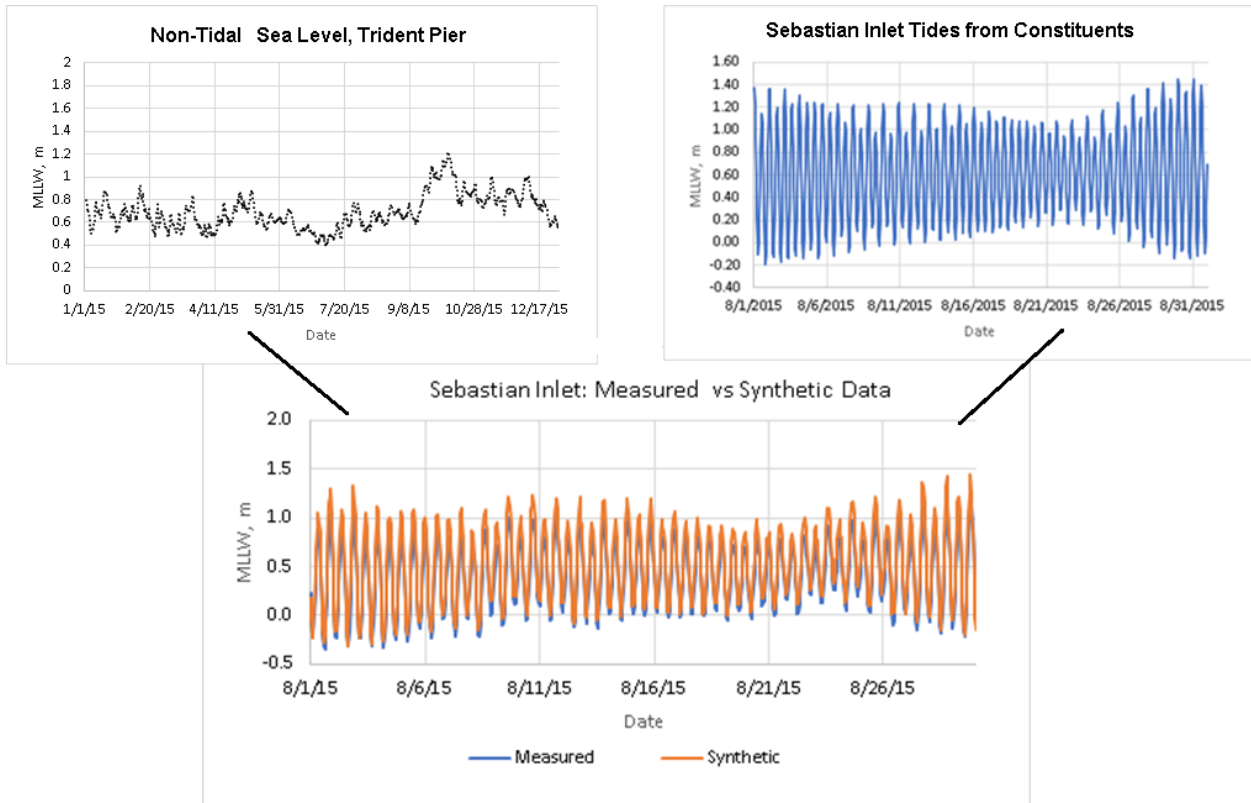 Non-Tidal Sea Level, Trident Pier
2
1.8
1.6
1.4
1.2
1
0.8
0.6
0.4
0.2
0
MLLW, m
1/1/15 2/20/15 4/11/15 5/31/15 7/20/15 9/8/15 10/28/15 12/17/15
Date
Sebastian Inlet Tides from Constituents
1.60
1.40
1.20
1.00
0.80
0.60
0.40
0.20
0.00
-0.20
-0.40
MLLW, m
8/1/2015 8/6/2015 8/11/2015 8/16/2015 8/21/2015 8/26/2015 8/31/2015
Date
Sebastian Inlet: Measured vs Synthetic Data
2.0
1.5
1.0
0.5
0.0
-0.5
MLLW, m
8/1/15 8/6/15 8/11/15 8/16/15 8/21/15 8/26/15
Date
Measured Synthetic